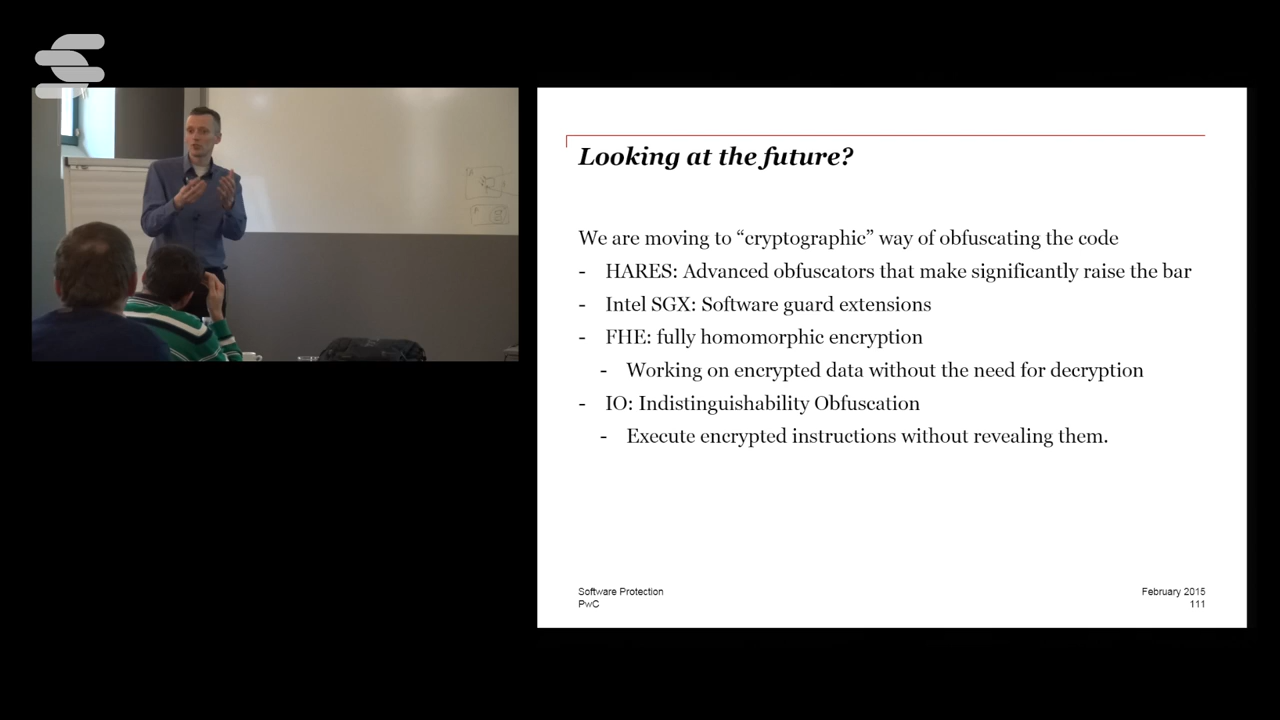 Looking at the future?
We are moving to “cryptographic” way of obfuscating the code
- HARES: Advanced obfuscators that make significantly raise the bar
- Intel SGX: Software guard extensions
- FHE: fully homomorphic encryption
- Working on encrypted data without the need for decryption
- IO: Indistinguishability Obfuscation
- Execute encrypted instructions without revealing them.
Software Protection
PwC
February 2015
111